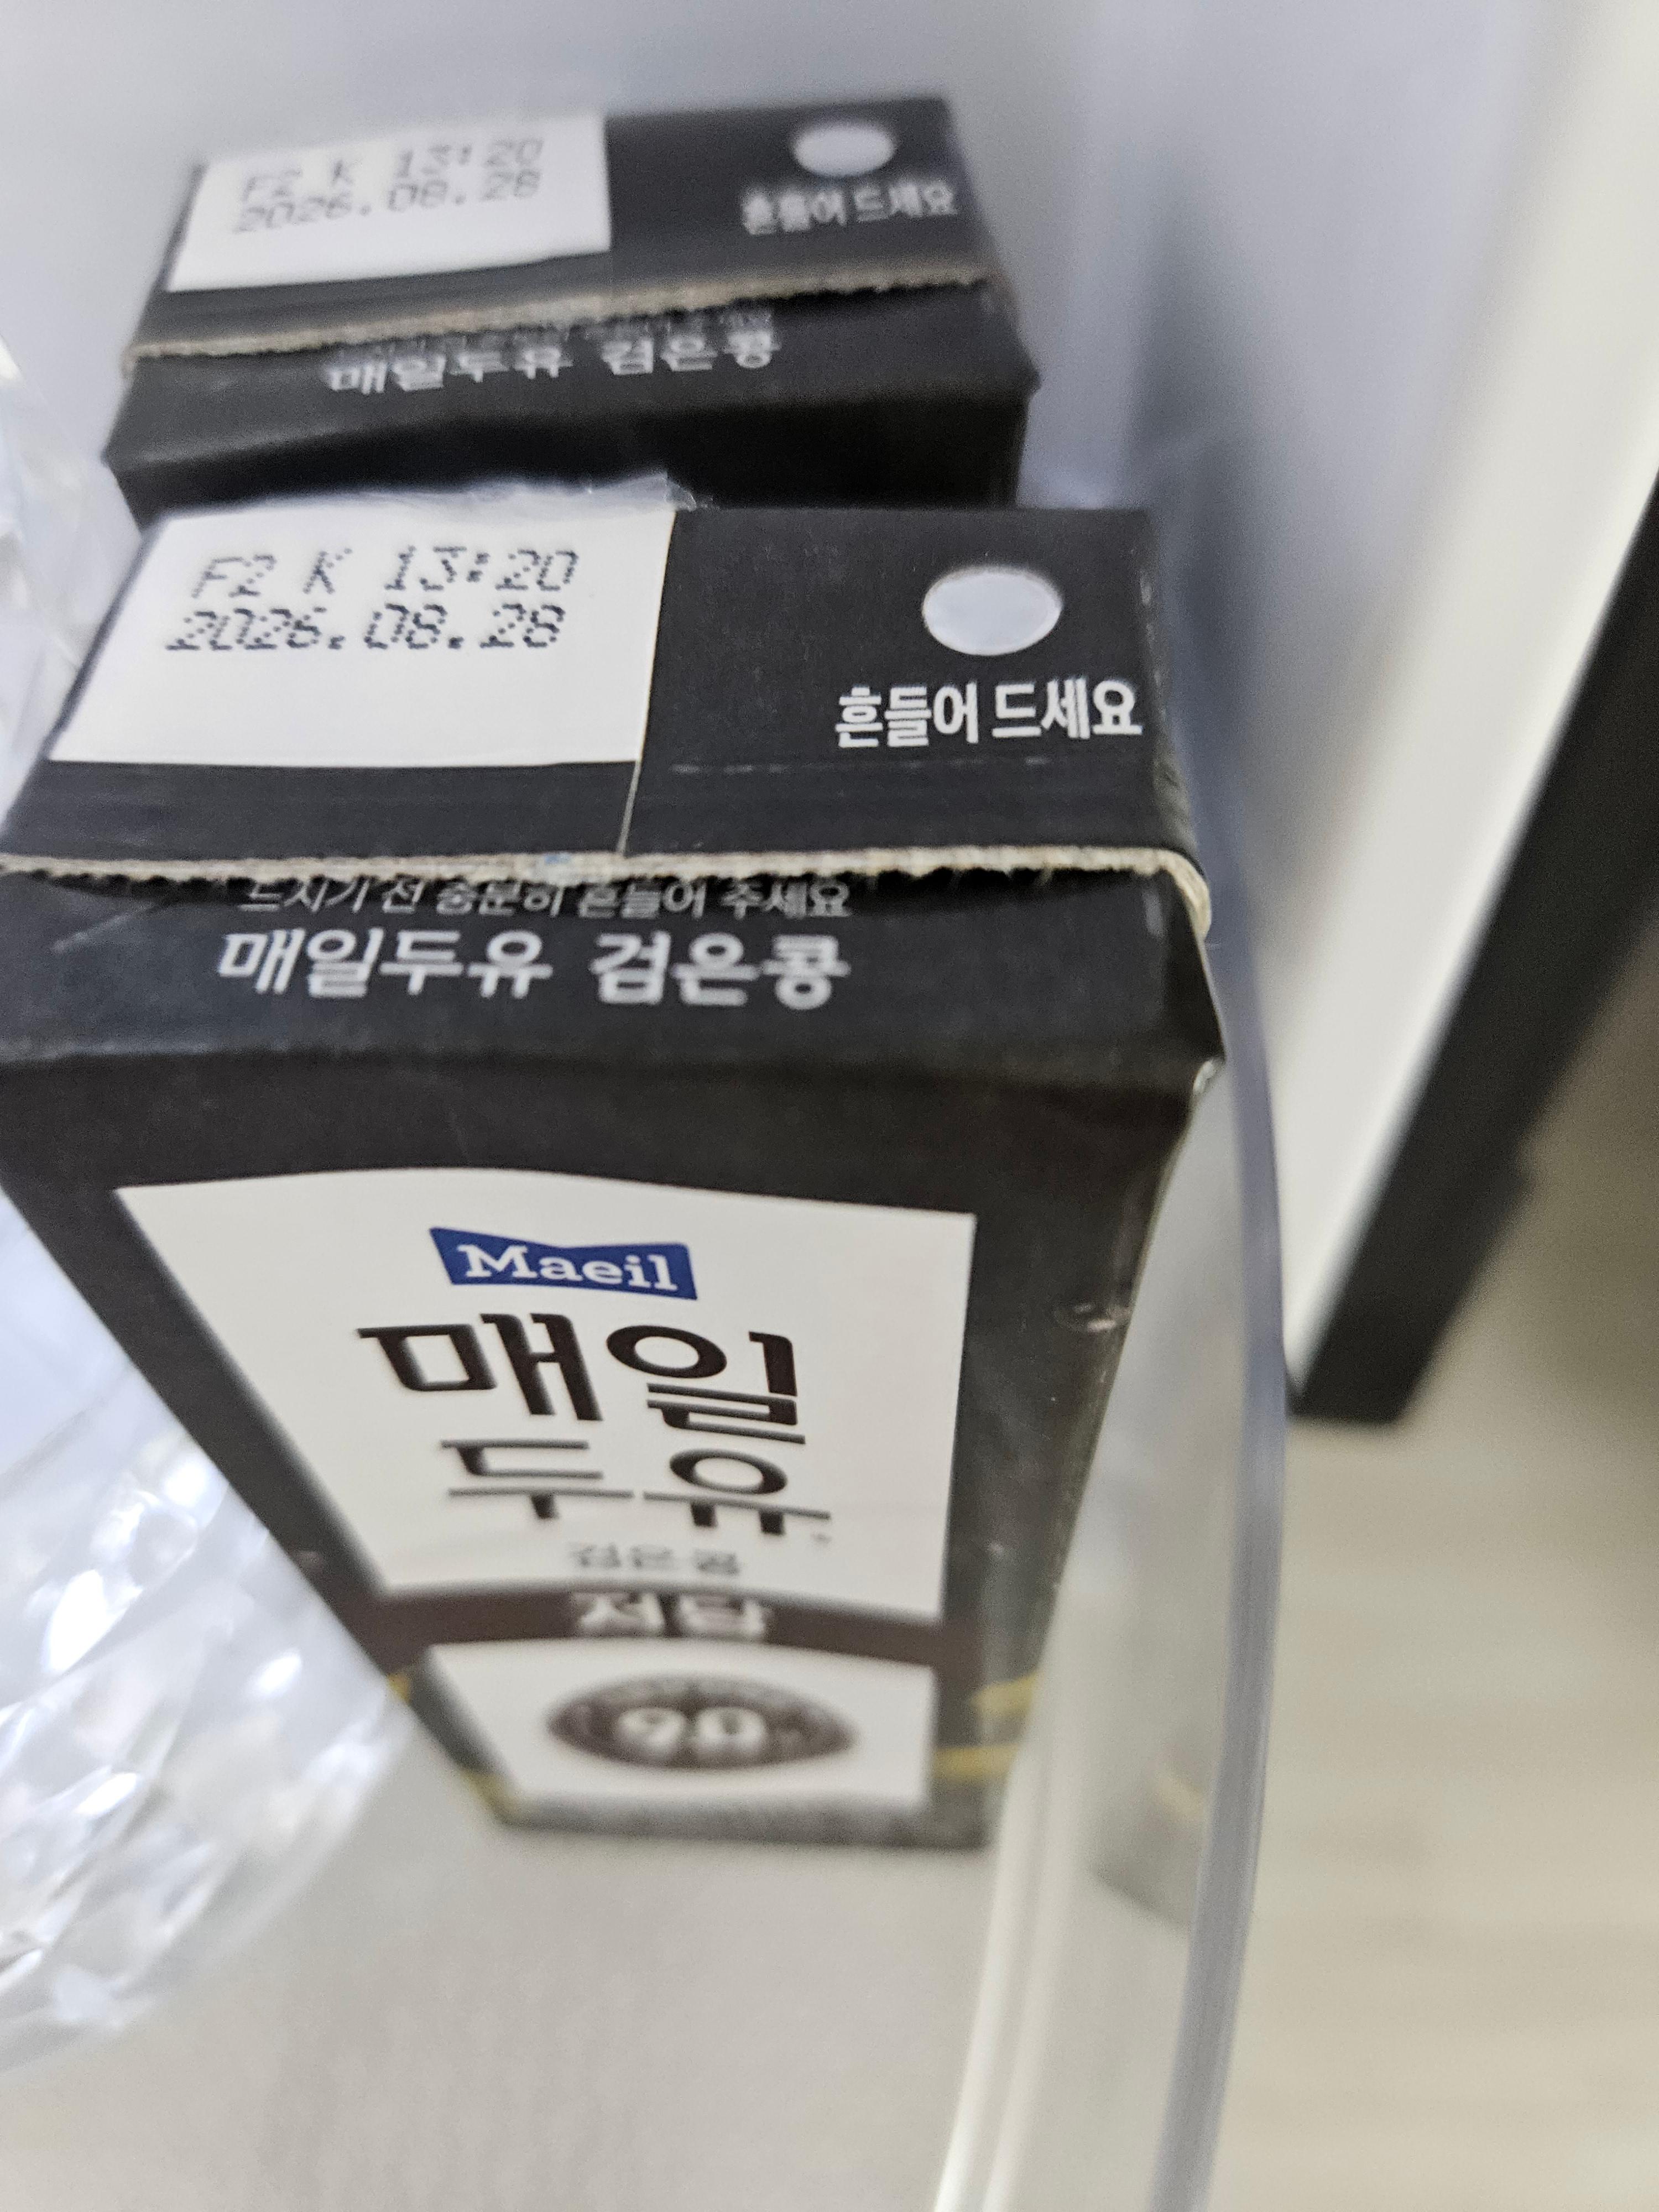 F2 K 13:20
2026.08.28
흔들어 드세요
매일두유 검은콩
F2 K 13:20
2026.08.28
흔들어 드세요
드시기 전 충분히 흔들어 주세요
매일두유 검은콩
Maeil
매일
두유
검은콩
저당